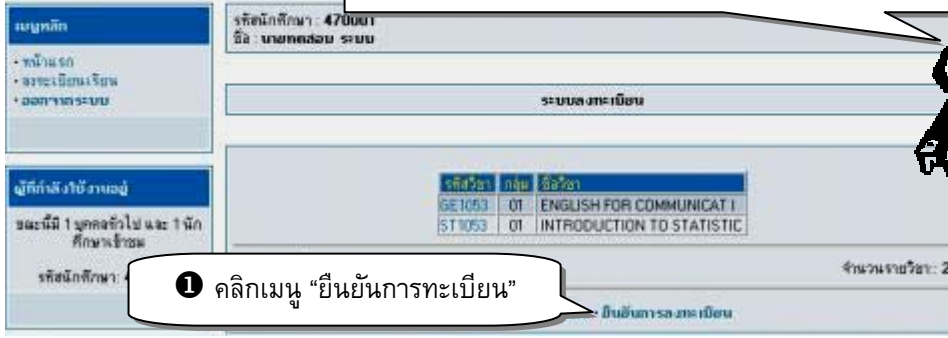 เมนูหลัก
• หน้าแรก
• ลงทะเบียนเรียน
• ออกจากระบบ
ผู้ที่กำลังใช้งานอยู่
ขณะนี้มี 1 บุคคลทั่วไป และ 1 นัก
ศึกษาเข้าชม
รหัสนักศึกษา:
รหัสนักศึกษา : 470001
ชื่อ : นายทดสอบ ระบบ
ระบบลงทะเบียน
รหัสวิชา กลุ่ม ชื่อวิชา
GE1053 01 ENGLISH FOR COMMUNICAT I
ST1053 01 INTRODUCTION TO STATISTIC
จำนวนรายวิชา:: 2
❶ คลิกเมนู “ยืนยันการทะเบียน”
• ยืนยันการลงทะเบียน